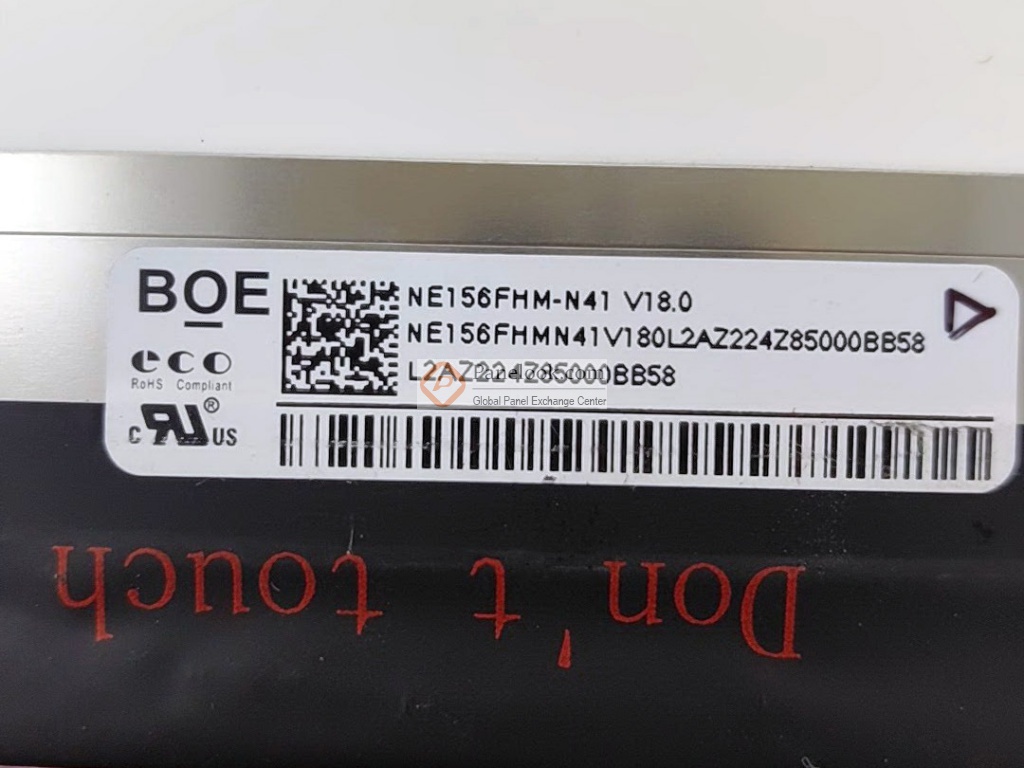 BOE
NE156FHM-N41 V18.0
NE156FHMN41V180L2AZ224Z85000BB58
L2AZ224Z85000BB58
Panelook.com
Global Panel Exchange Center
eco
RoHS Compliant
c RU ® US
Don't touch